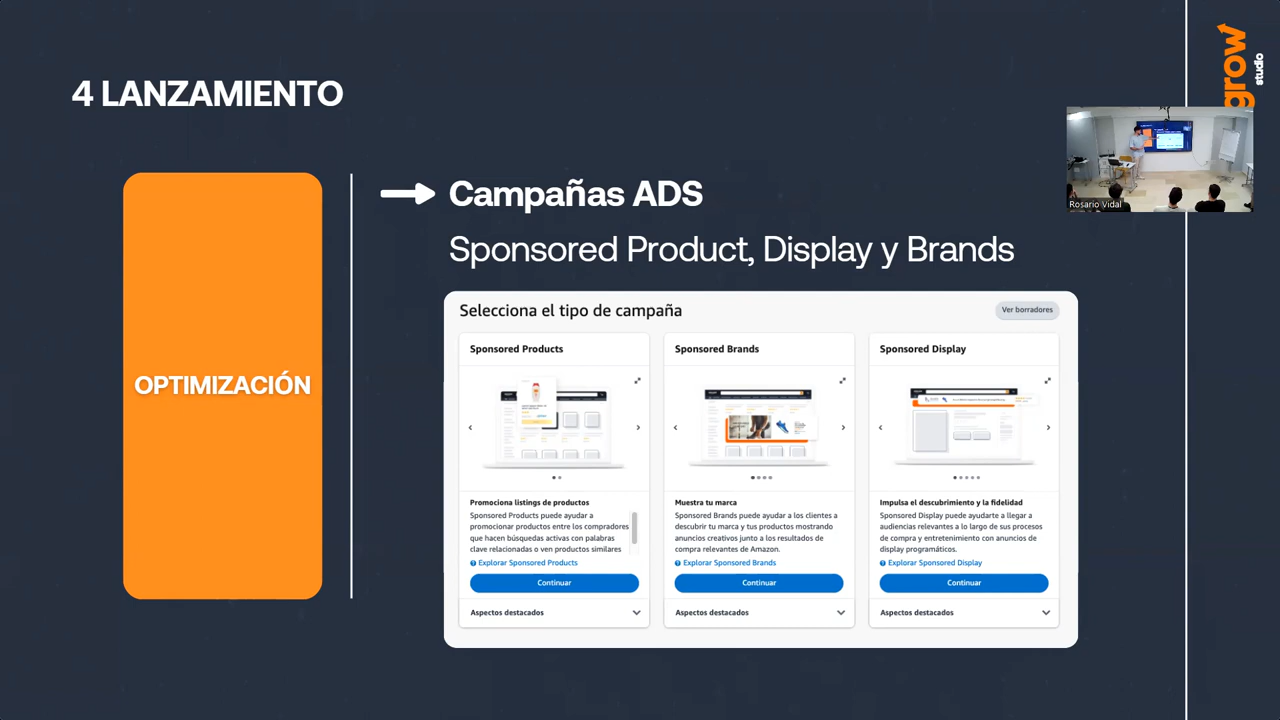 4 LANZAMIENTO
grow
studio
Rosario Vidal
OPTIMIZACIÓN
Campañas ADS
Sponsored Product, Display y Brands
Selecciona el tipo de campaña
Ver borradores
Sponsored Products
Promociona listings de productos
Sponsored Products puede ayudar a
promocionar productos entre los compradores
que hacen búsquedas activas con palabras
clave relacionadas o ven productos similares
Explorar Sponsored Products
Continuar
Aspectos destacados
Sponsored Brands
Muestra tu marca
Sponsored Brands puede ayudar a los clientes a
descubrir tu marca y tus productos mostrando
anuncios creativos junto a los resultados de
compra relevantes de Amazon.
Explorar Sponsored Brands
Continuar
Aspectos destacados
Sponsored Display
Impulsa el descubrimiento y la fidelidad
Sponsored Display puede ayudarte a llegar a
audiencias relevantes a lo largo de sus procesos
de compra y entretenimiento con anuncios de
display programáticos.
Explorar Sponsored Display
Continuar
Aspectos destacados